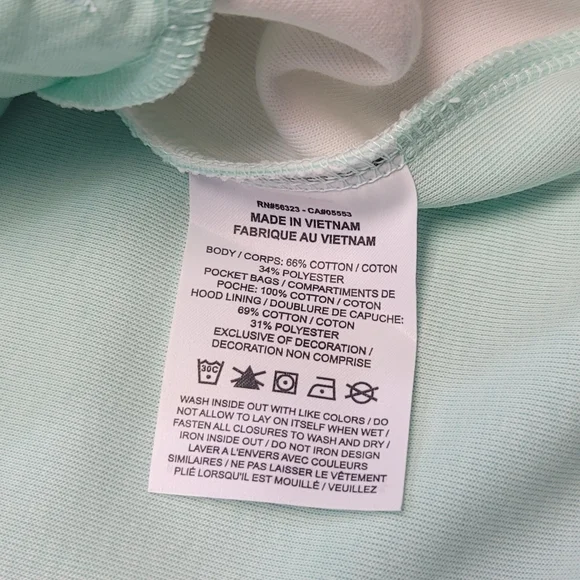 RN#56323 - CA#05553
MADE IN VIETNAM
FABRIQUE AU VIETNAM
BODY / CORPS: 66% COTTON / COTON
34% POLYESTER
POCKET BAGS / COMPARTIMENTS DE
POCHE: 100% COTTON / COTON
HOOD LINING / DOUBLURE DE CAPUCHE:
69% COTTON / COTON
31% POLYESTER
EXCLUSIVE OF DECORATION /
DECORATION NON COMPRISE
30C
WASH INSIDE OUT WITH LIKE COLORS / DO
NOT ALLOW TO LAY ON ITSELF WHEN WET /
FASTEN ALL CLOSURES TO WASH AND DRY /
IRON INSIDE OUT / DO NOT IRON DESIGN
LAVER A L'ENVERS AVEC COULEURS
SIMILAIRES / NE PAS LAISSER LE VÊTEMENT
PLIÉ LORSQU'IL EST MOUILLÉ / VEUILLEZ